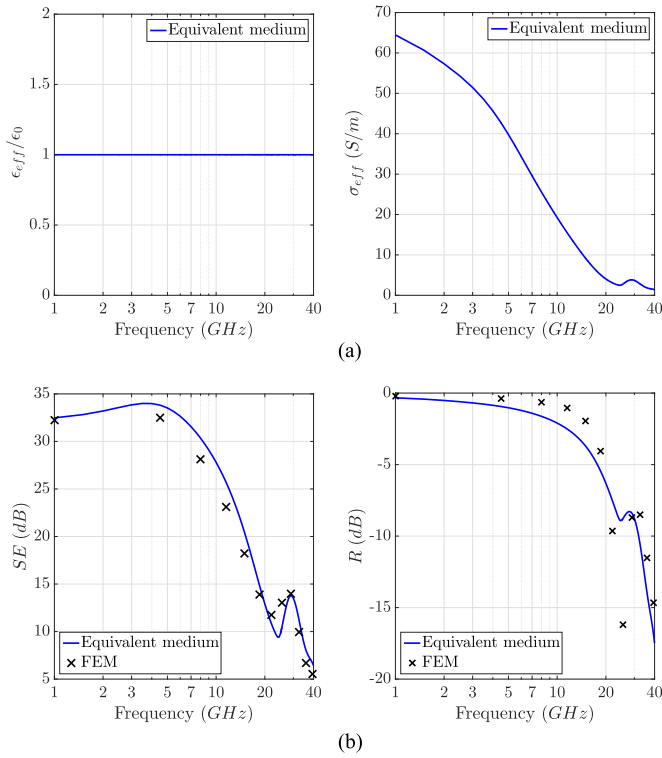 2
1.5
1
0.5
0
ϵ_eff/ϵ_0
Equivalent medium
1 2 3 5 7 10 20 40
Frequency (GHz)
70
60
50
40
30
20
10
0
σ_eff (S/m)
Equivalent medium
1 2 3 5 7 10 20 40
Frequency (GHz)
(a)
35
30
25
20
15
10
5
SE (dB)
Equivalent medium
FEM
1 2 3 5 7 10 20 40
Frequency (GHz)
0
-5
-10
-15
-20
R (dB)
Equivalent medium
FEM
1 2 3 5 7 10 20 40
Frequency (GHz)
(b)